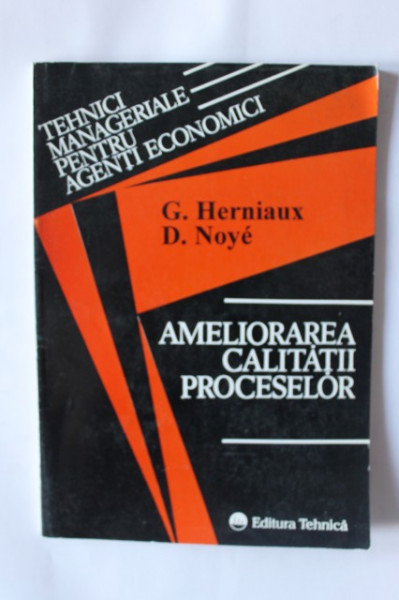 TEHNICI
MANAGERIALE
PENTRU
AGENȚI ECONOMICI
G. Herniaux
D. Noyé
AMELIORAREA
CALITĂȚII
PROCESELOR
Editura Tehnică